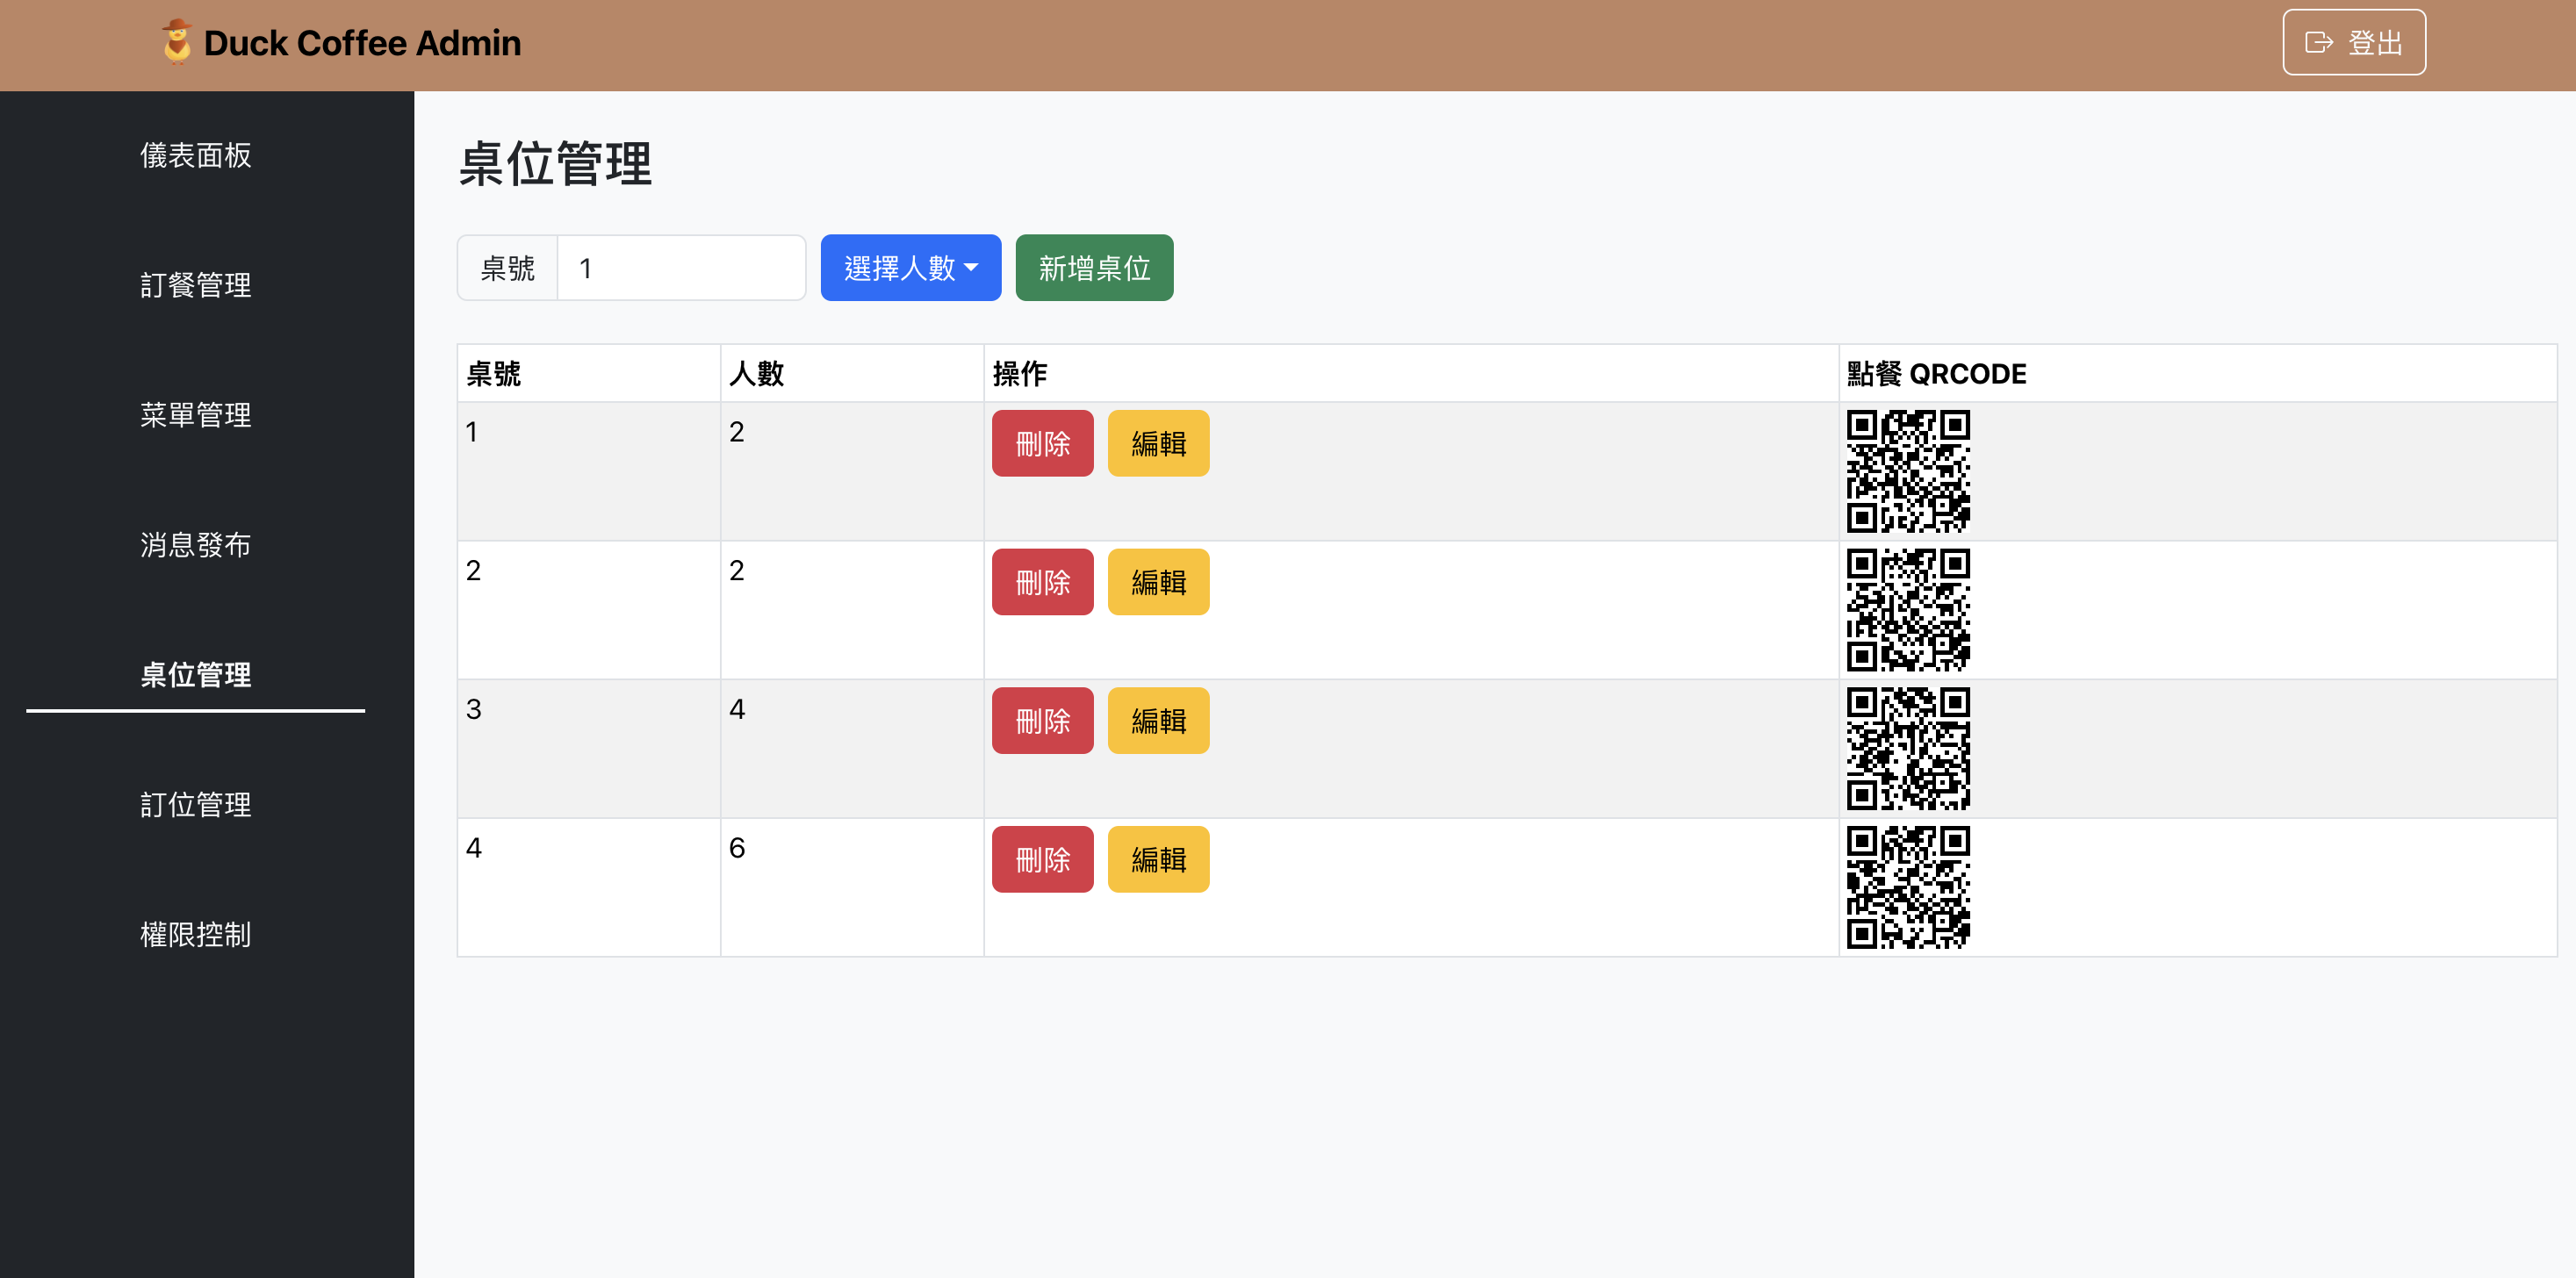 Duck Coffee Admin
登出
儀表面板
訂餐管理
菜單管理
消息發布
桌位管理
訂位管理
權限控制
桌位管理
桌號 1 選擇人數 新增桌位
桌號 人數 操作 點餐 QRCODE
1 2 刪除 編輯
2 2 刪除 編輯
3 4 刪除 編輯
4 6 刪除 編輯